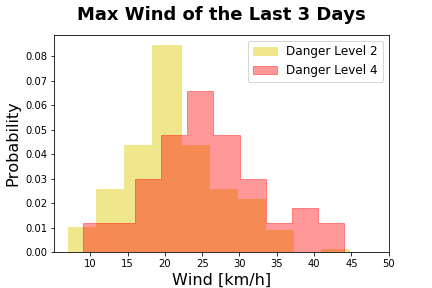 Max Wind of the Last 3 Days
Danger Level 2
Danger Level 4
Probability
0.08
0.07
0.06
0.05
0.04
0.03
0.02
0.01
0.00
10 15 20 25 30 35 40 45 50
Wind [km/h]